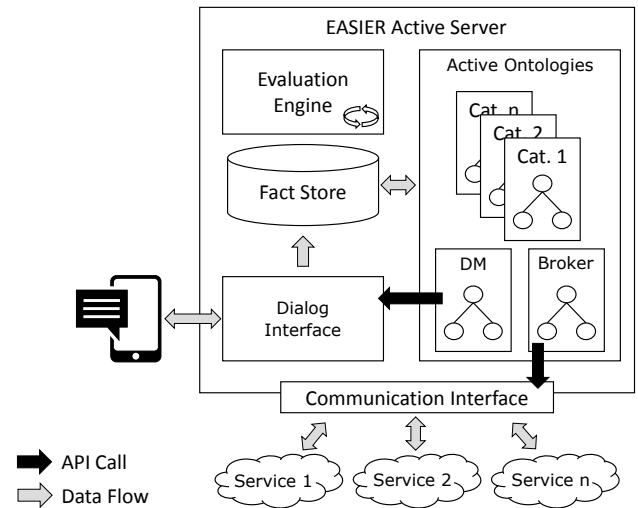 EASIER Active Server
Evaluation
Engine
Active Ontologies
Cat. n
Cat. 2
Cat. 1
Fact Store
DM
Broker
Dialog
Interface
Communication Interface
Service 1
Service 2
Service n
API Call
Data Flow